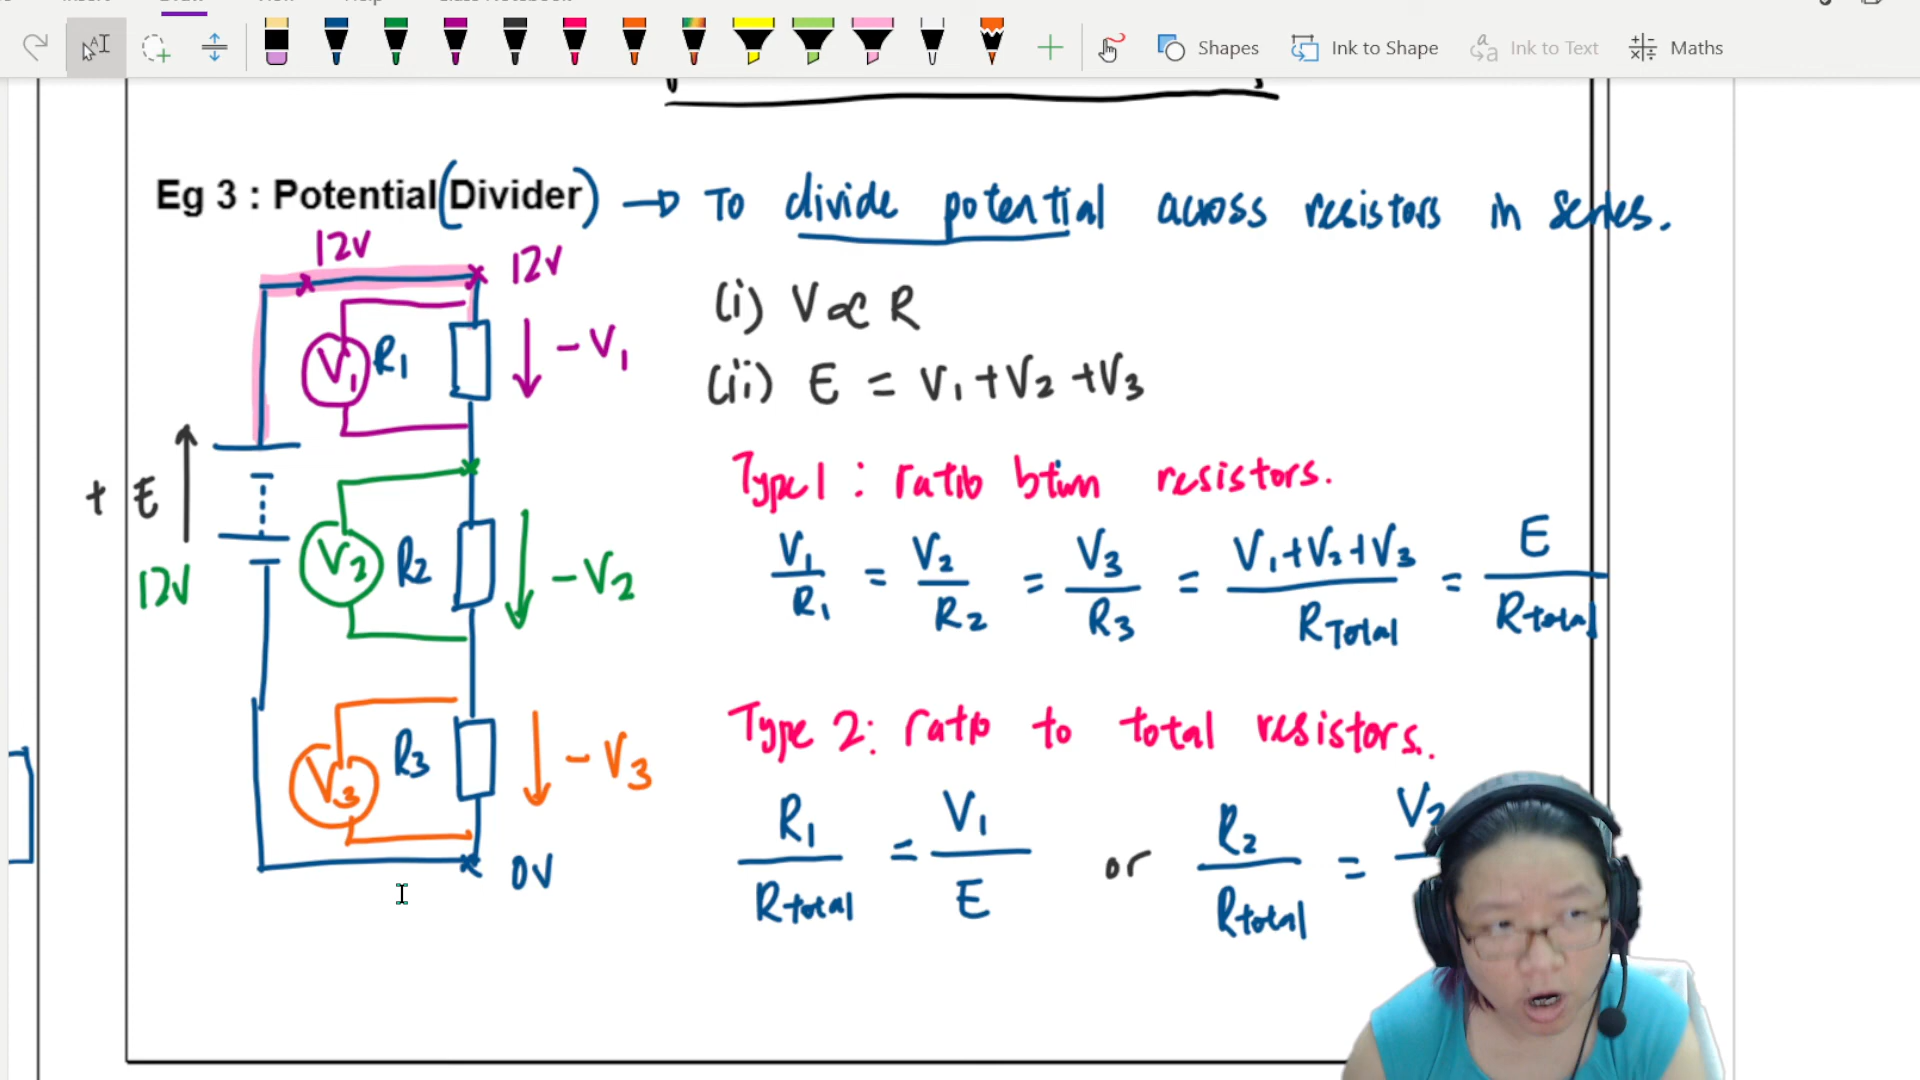 Shapes
Ink to Shape
Ink to Text
Maths
Eg 3 : Potential (Divider) → To divide potential across resistors in series.
12V
12V
(i) V ∝ R
V1 R1 - V1
(ii) E = V1 + V2 + V3
+ E
12V
Type 1 : ratio btwn resistors.
V1/R1 = V2/R2 = V3/R3 = V1+V2+V3/RTotal = E/Rtotal
V2 R2 - V2
Type 2: ratio to total resistors.
V3 R3 - V3
R1/Rtotal = V1/E or R2/Rtotal = V2
0V